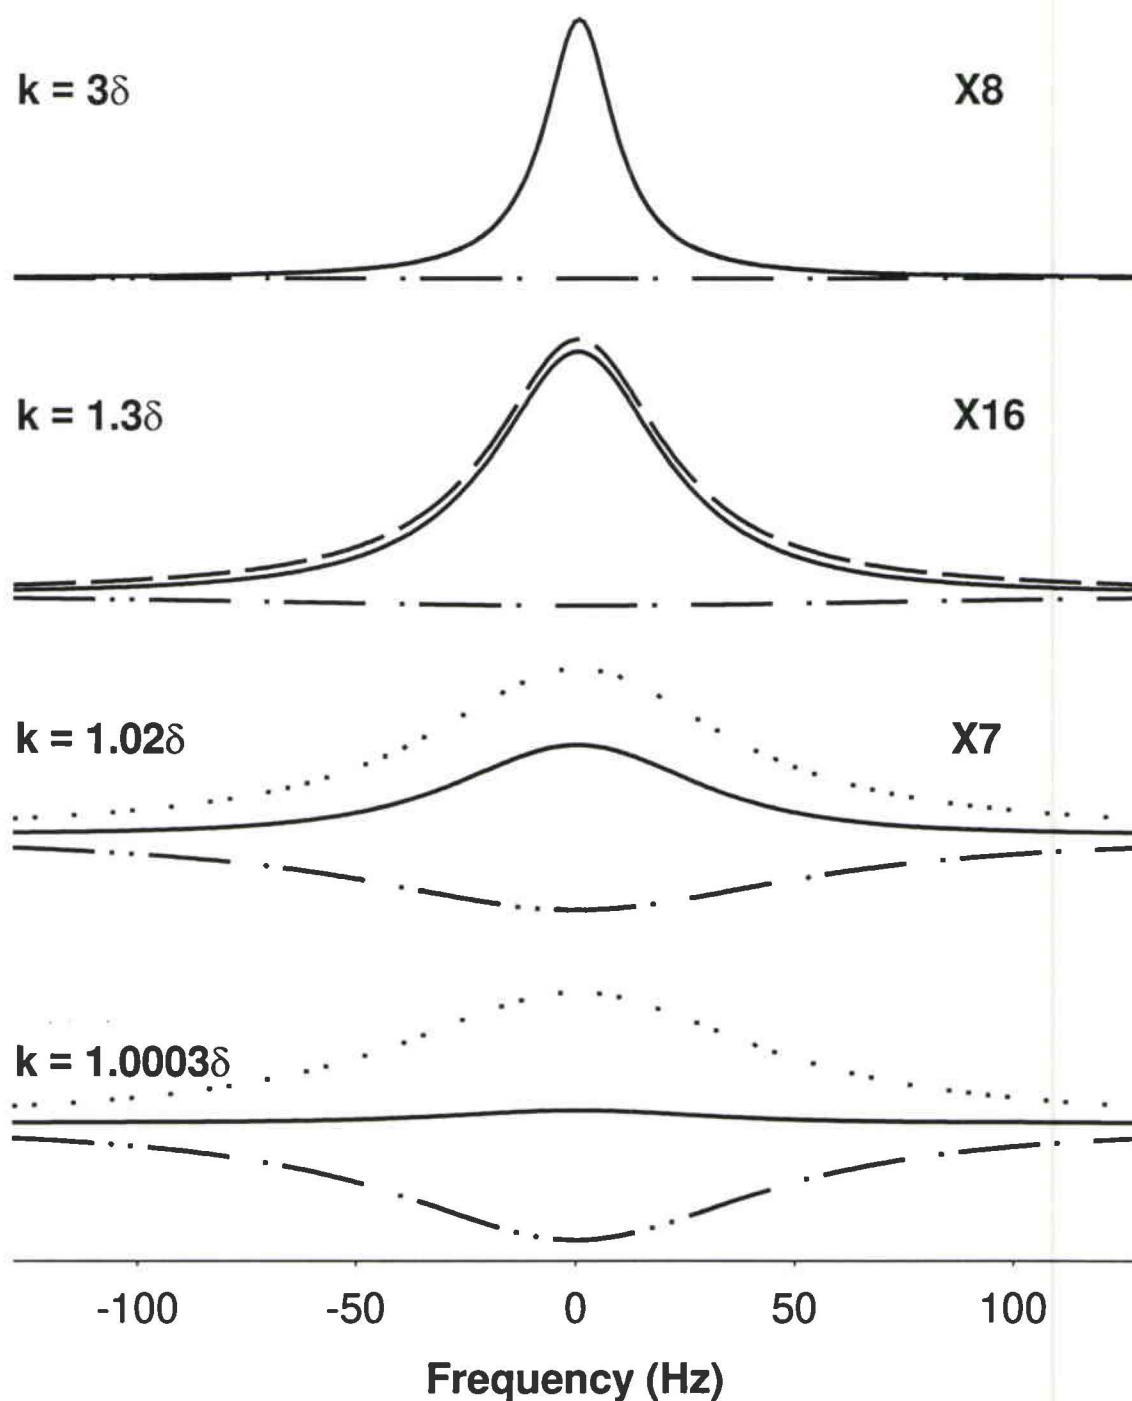 k = 3δ X8
k = 1.3δ X16
k = 1.02δ X7
k = 1.0003δ
-100 -50 0 50 100
Frequency (Hz)